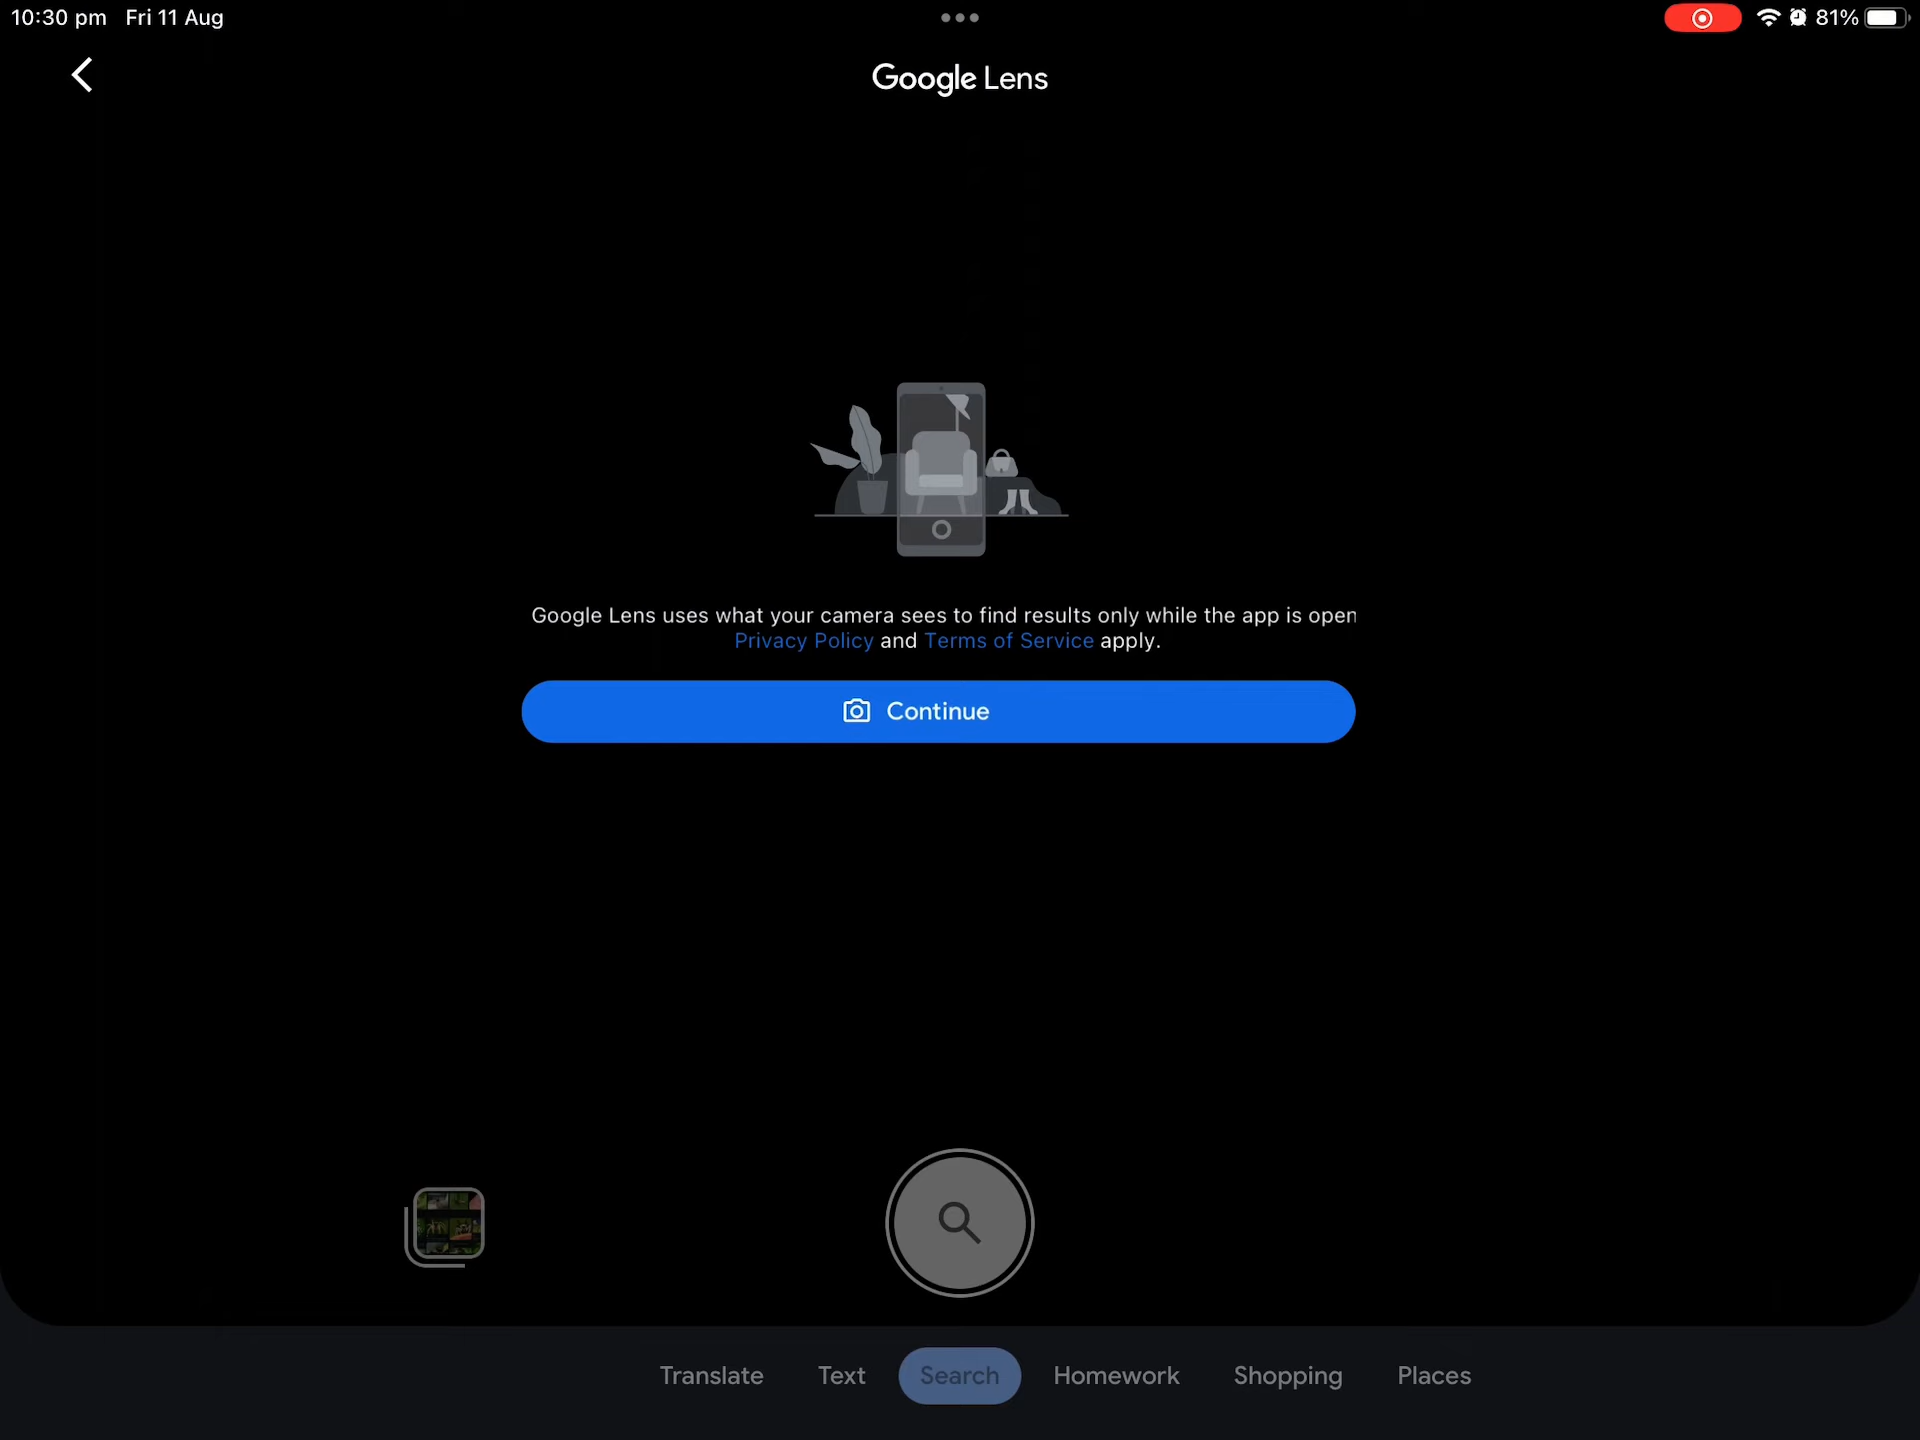 10:30 pm Fri 11 Aug
81%
Google Lens
Google Lens uses what your camera sees to find results only while the app is open
Privacy Policy and Terms of Service apply.
Continue
Translate Text Search Homework Shopping Places